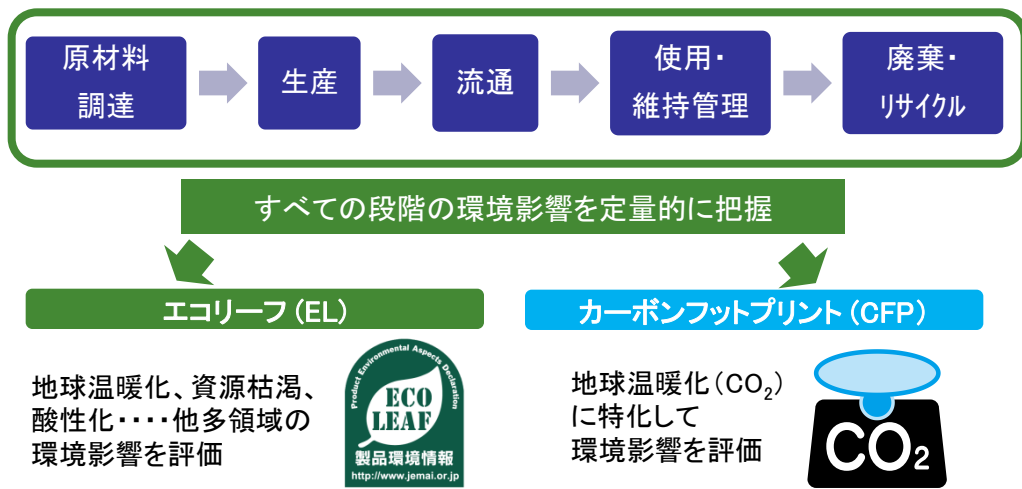 原材料
調達
生産
流通
使用・
維持管理
廃棄・
リサイクル
すべての段階の環境影響を定量的に把握
エコリーフ(EL)
地球温暖化、資源枯渇、
酸性化・・・・他多領域の
環境影響を評価
Product Environmental Aspects Declaration
ECO
LEAF
製品環境情報
http://www.jemai.or.jp
カーボンフットプリント(CFP)
地球温暖化(CO₂)
に特化して
環境影響を評価
CO₂